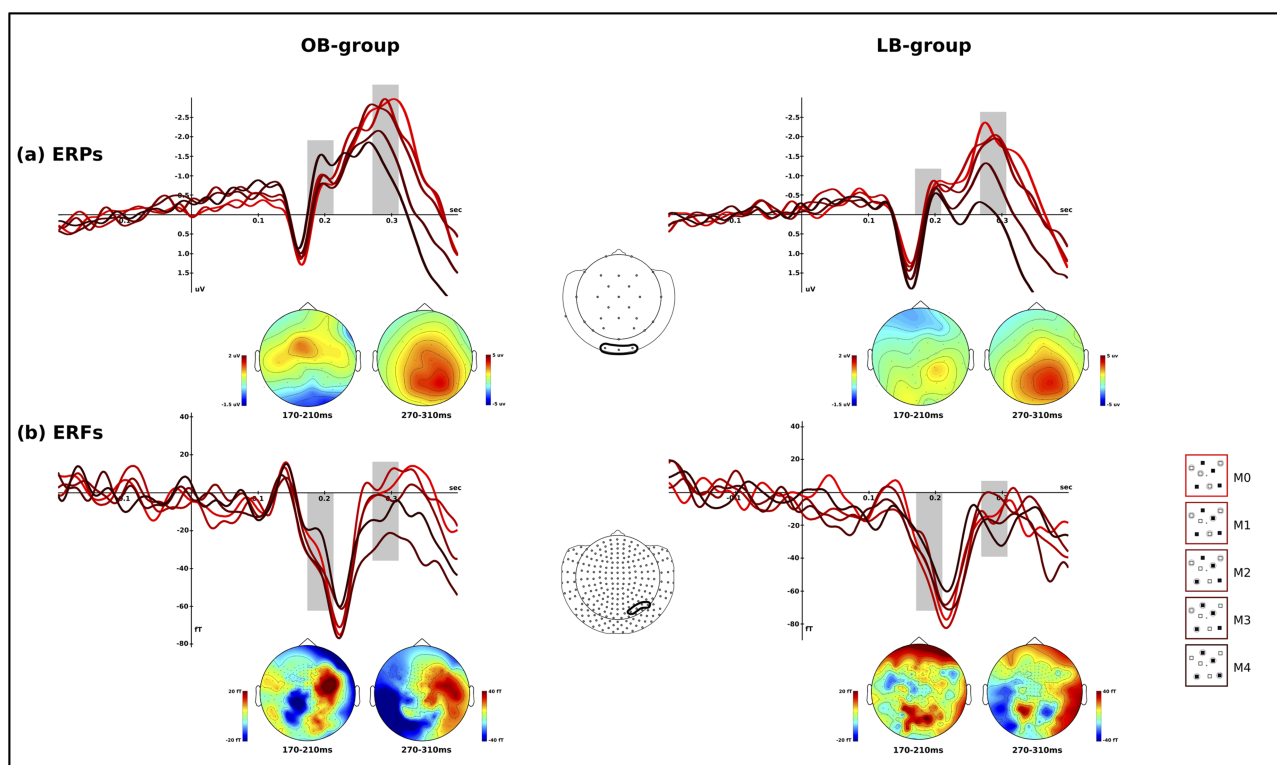 OB-group
LB-group
(a) ERPs
-2.5
-2.0
-1.5
-1.0
-0.5
0.5
1.0
1.5
uV
0.1
0.1
0.2
0.3
sec
-2.5
-2.0
-1.5
-1.0
-0.5
0.5
1.0
1.5
uV
0.1
0.1
0.2
0.3
sec
2 uV
-1.5 uV
170-210ms
5 uv
-5 uv
270-310ms
2 uV
-1.5 uV
170-210ms
5 uv
-5 uv
270-310ms
(b) ERFs
40
20
-20
-40
-60
-80
fT
-0.1
0.1
0.2
0.3
sec
40
20
-20
-40
-60
-80
fT
-0.1
0.1
0.2
0.3
sec
20 fT
-20 fT
170-210ms
40 fT
-40 fT
270-310ms
20 fT
-20 fT
170-210ms
40 fT
-40 fT
270-310ms
M0
M1
M2
M3
M4